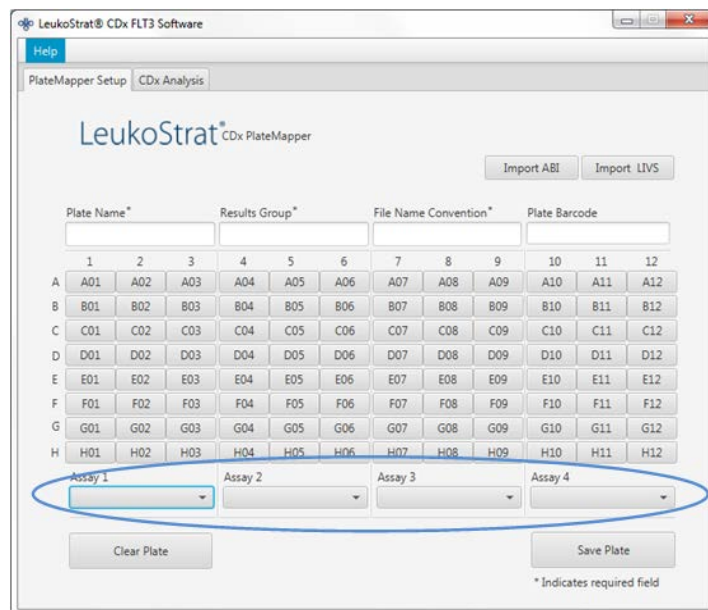 LeukoStrat® CDx FLT3 Software
Help
PlateMapper Setup CDx Analysis
LeukoStrat® CDx PlateMapper
Import ABI Import LIVS
Plate Name* Results Group* File Name Convention* Plate Barcode
1 2 3 4 5 6 7 8 9 10 11 12
A A01 A02 A03 A04 A05 A06 A07 A08 A09 A10 A11 A12
B B01 B02 B03 B04 B05 B06 B07 B08 B09 B10 B11 B12
C C01 C02 C03 C04 C05 C06 C07 C08 C09 C10 C11 C12
D D01 D02 D03 D04 D05 D06 D07 D08 D09 D10 D11 D12
E E01 E02 E03 E04 E05 E06 E07 E08 E09 E10 E11 E12
F F01 F02 F03 F04 F05 F06 F07 F08 F09 F10 F11 F12
G G01 G02 G03 G04 G05 G06 G07 G08 G09 G10 G11 G12
H H01 H02 H03 H04 H05 H06 H07 H08 H09 H10 H11 H12
Assay 1 Assay 2 Assay 3 Assay 4
Clear Plate Save Plate
* Indicates required field